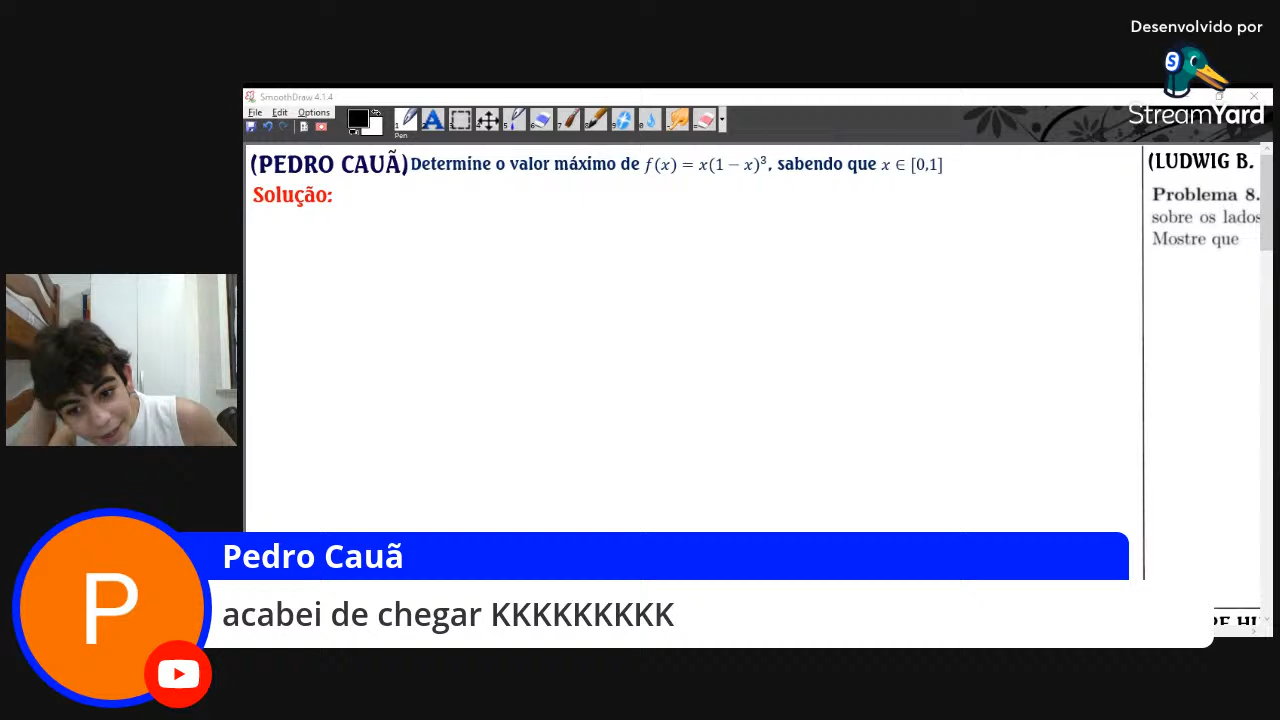 Desenvolvido por
S
StreamYard
SmoothDraw 4.1.4
File Edit Options
Pen
(PEDRO CAUÃ) Determine o valor máximo de f(x) = x(1 − x)³, sabendo que x ∈ [0,1]
Solução:
(LUDWIG B.
Problema 8.
sobre os lados
Mostre que
P
Pedro Cauã
acabei de chegar KKKKKKKKK